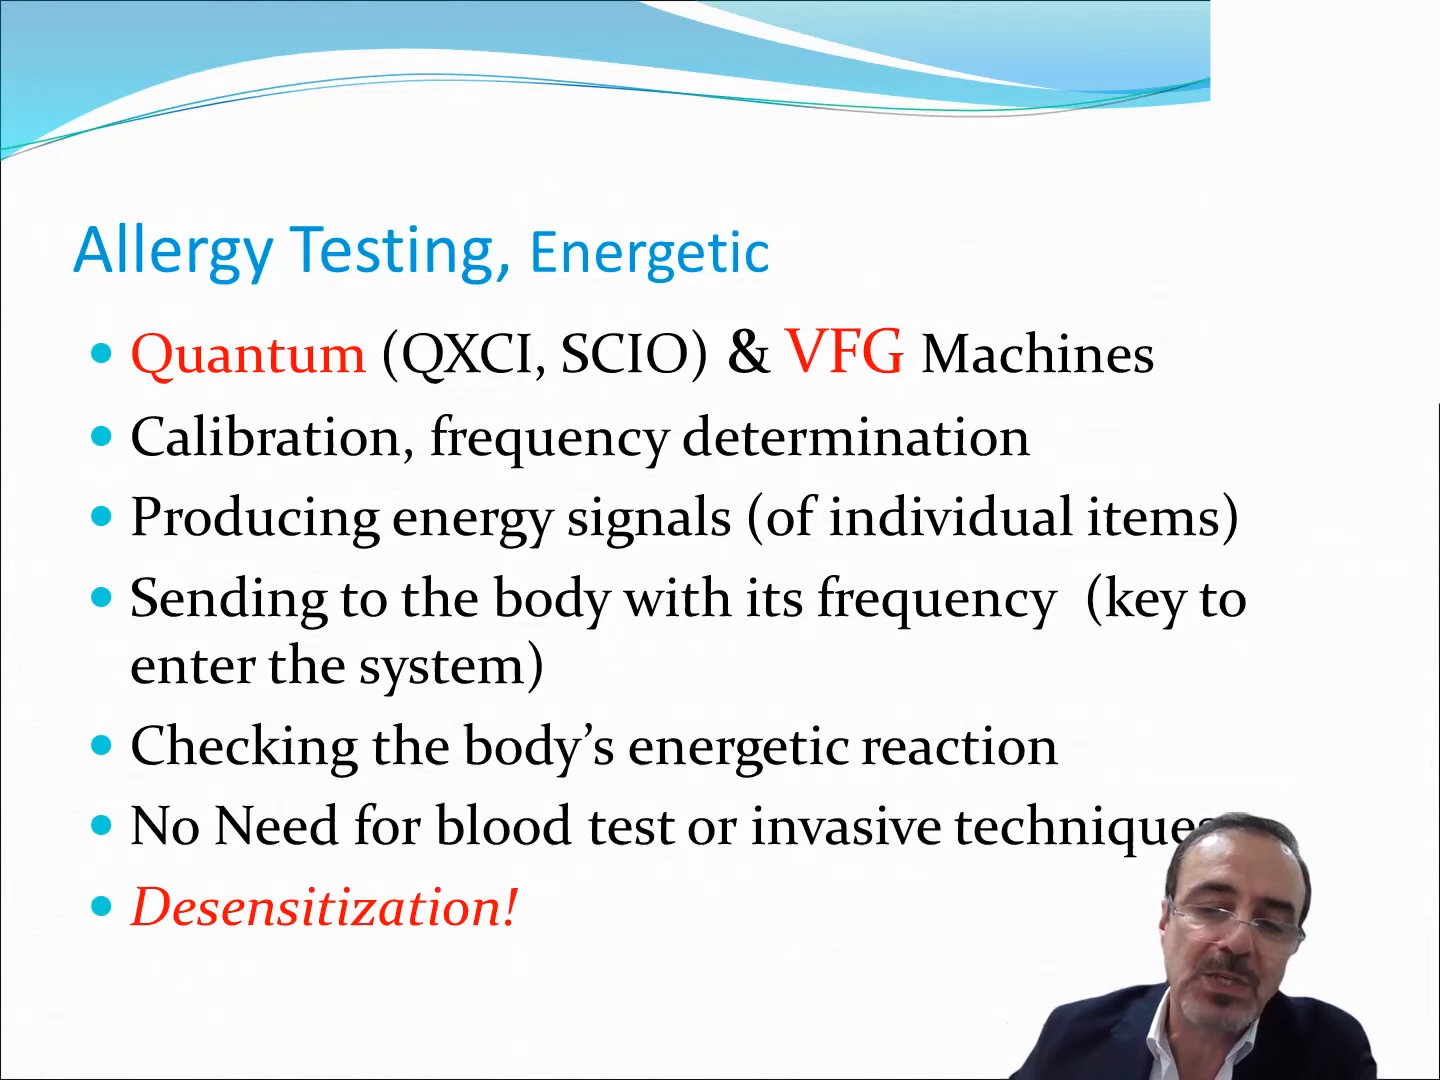 Allergy Testing, Energetic
Quantum (QXCI, SCIO) & VFG Machines
Calibration, frequency determination
Producing energy signals (of individual items)
Sending to the body with its frequency (key to
enter the system)
Checking the body's energetic reaction
No Need for blood test or invasive techniques
Desensitization!